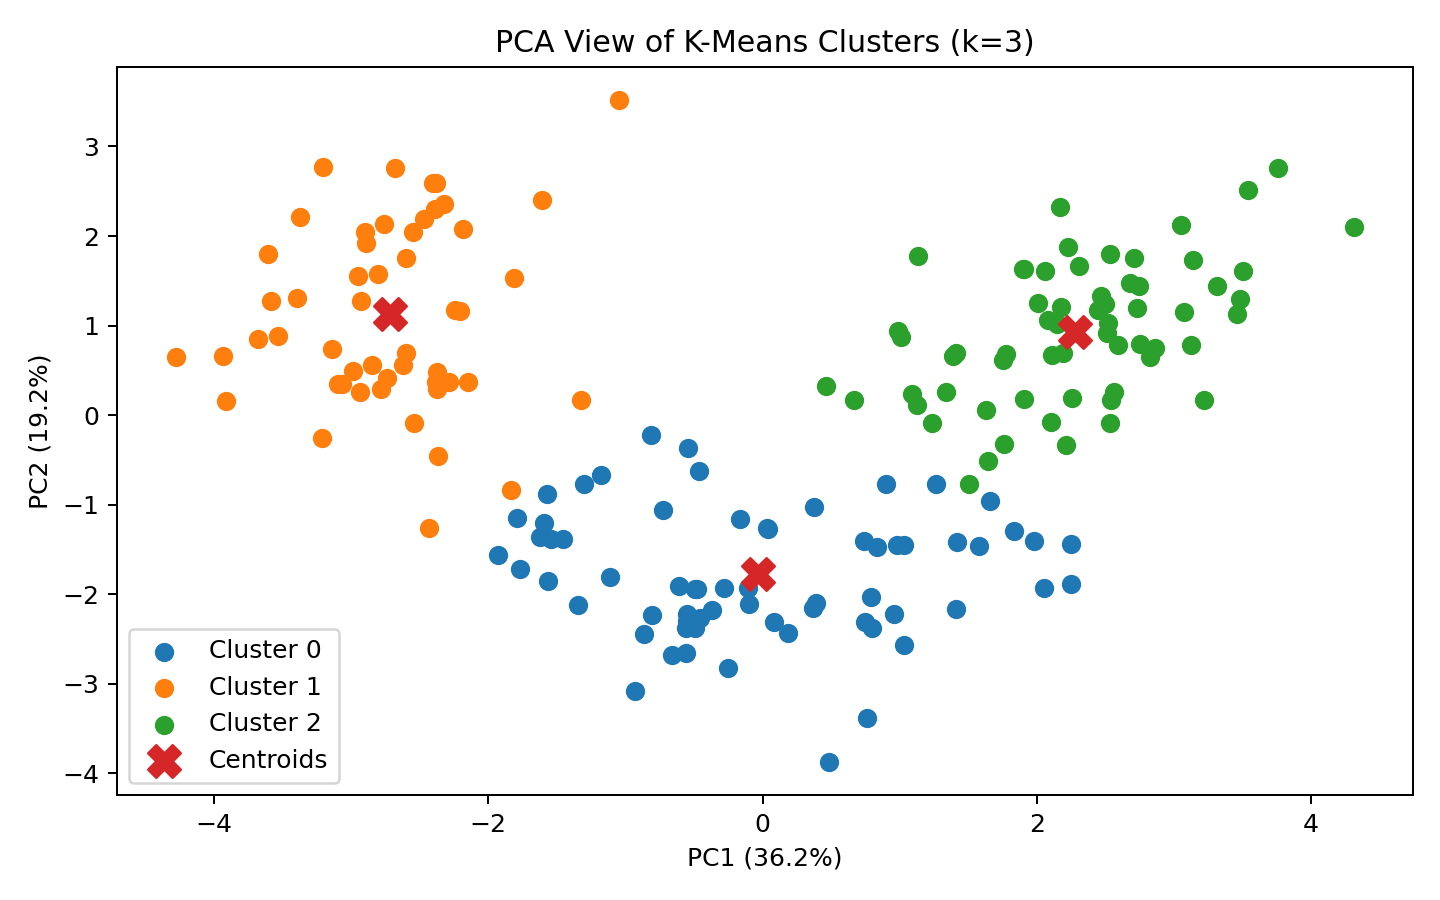 PCA View of K-Means Clusters (k=3)
PC2 (19.2%)
3
2
1
0
−1
−2
−3
−4
Cluster 0
Cluster 1
Cluster 2
Centroids
−4
−2
0
2
4
PC1 (36.2%)